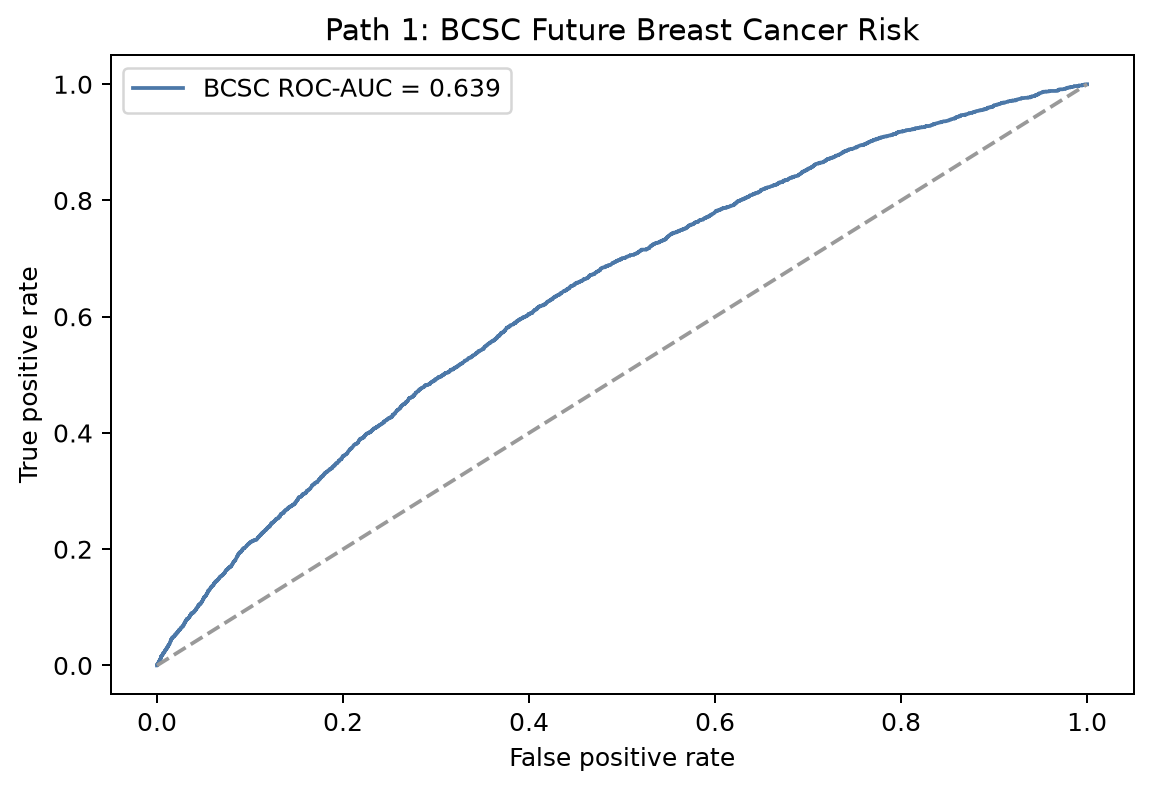 Path 1: BCSC Future Breast Cancer Risk
BCSC ROC-AUC = 0.639
True positive rate
1.0
0.8
0.6
0.4
0.2
0.0
0.0 0.2 0.4 0.6 0.8 1.0
False positive rate